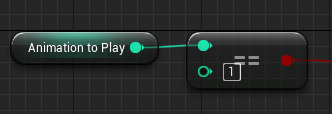 Animation to Play
==
1